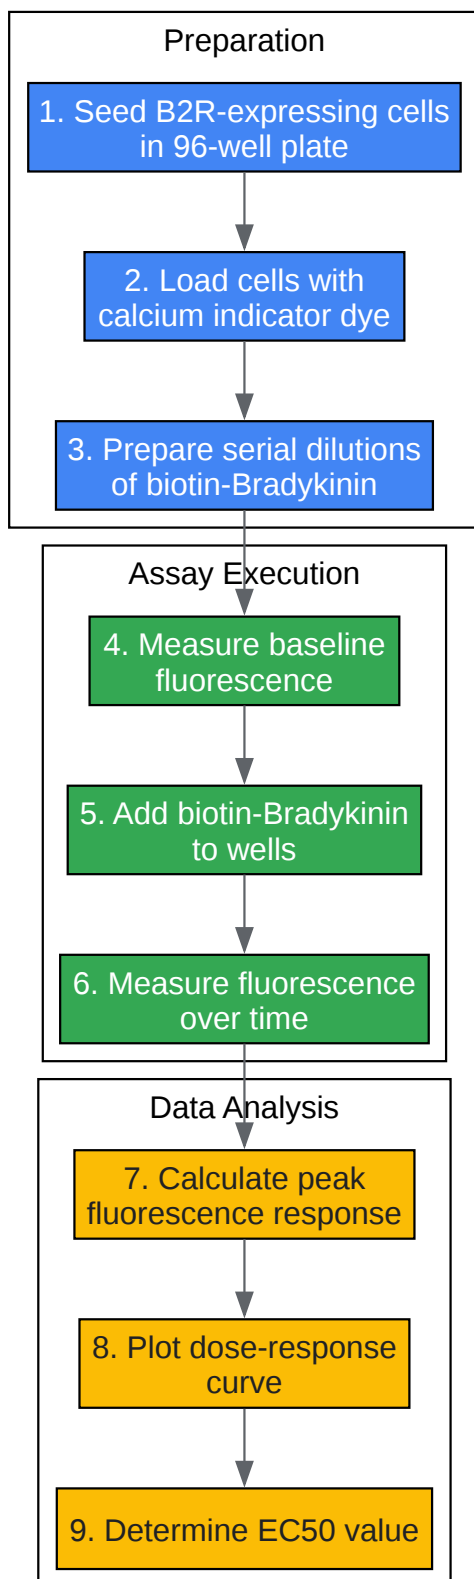 Preparation
1. Seed B2R-expressing cells
in 96-well plate
2. Load cells with
calcium indicator dye
3. Prepare serial dilutions
of biotin-Bradykinin
Assay Execution
4. Measure baseline
fluorescence
5. Add biotin-Bradykinin
to wells
6. Measure fluorescence
over time
Data Analysis
7. Calculate peak
fluorescence response
8. Plot dose-response
curve
9. Determine EC50 value